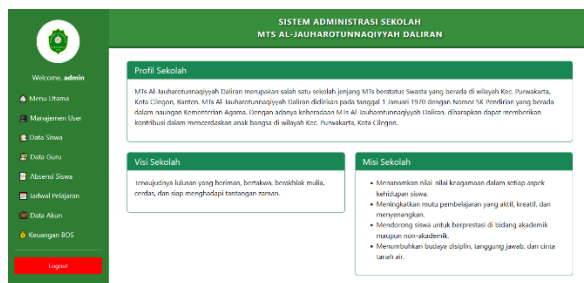 SISTEM ADMINISTRASI SEKOLAH
MTS AL-JAUHAROTUNNAQIYYAH DALIRAN
Welcome, admin
Menu Utama
Manajemen User
Data Siswa
Data Guru
Absensi Siswa
Jadwal Pelajaran
Data Akun
Keuangan BOS
Logout
Profil Sekolah
MTs Al-Jauharotunnaqiyyah Daliran merupakan salah satu sekolah jenjang MTs berstatus Swasta yang berada di wilayah Kec. Purwakarta,
Kota Cilegon, Banten. MTs Al-Jauharotunnaqiyyah Daliran didirikan pada tanggal 1 Januari 1970 dengan Nomor SK Pendirian yang berada
dalam naungan Kementerian Agama. Dengan adanya keberadaan MTs Al-Jauharotunnaqiyyah Daliran, diharapkan dapat memberikan
kontribusi dalam mencerdaskan anak bangsa di wilayah Kec. Purwakarta, Kota Cilegon.
Visi Sekolah
Terwujudnya lulusan yang beriman, bertakwa, berakhlak mulia,
cerdas, dan siap menghadapi tantangan zaman.
Misi Sekolah
• Menanamkan nilai-nilai keagamaan dalam setiap aspek
kehidupan siswa.
• Meningkatkan mutu pembelajaran yang aktif, kreatif, dan
menyenangkan.
• Mendorong siswa untuk berprestasi di bidang akademik
maupun non-akademik.
• Menumbuhkan budaya disiplin, tanggung jawab, dan cinta
tanah air.